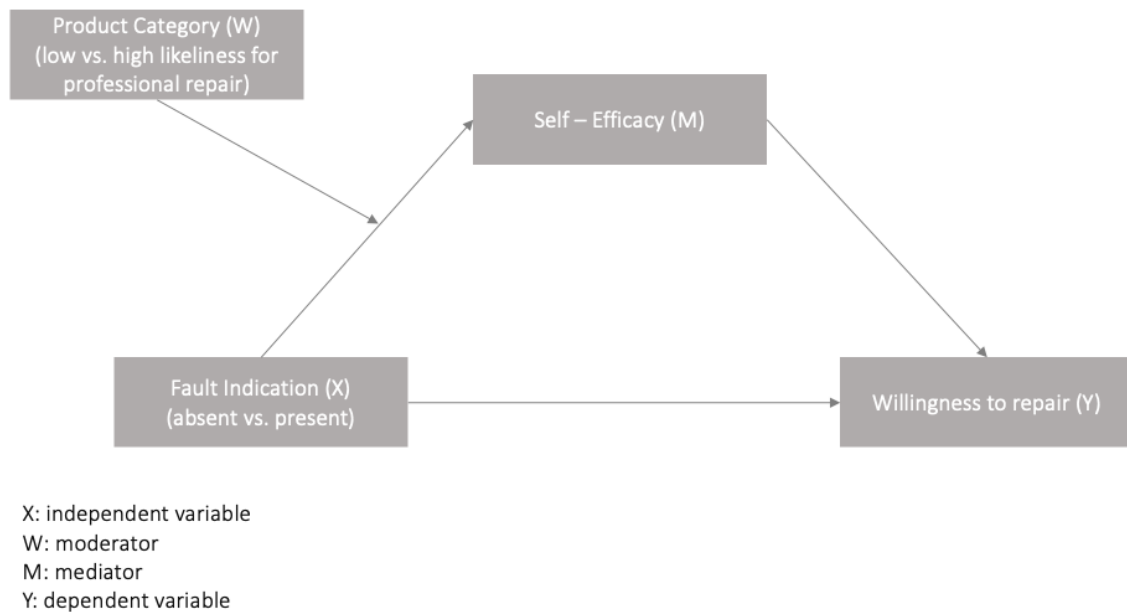 Product Category (W)
(low vs. high likeliness for
professional repair)
Self – Efficacy (M)
Fault Indication (X)
(absent vs. present)
Willingness to repair (Y)
X: independent variable
W: moderator
M: mediator
Y: dependent variable